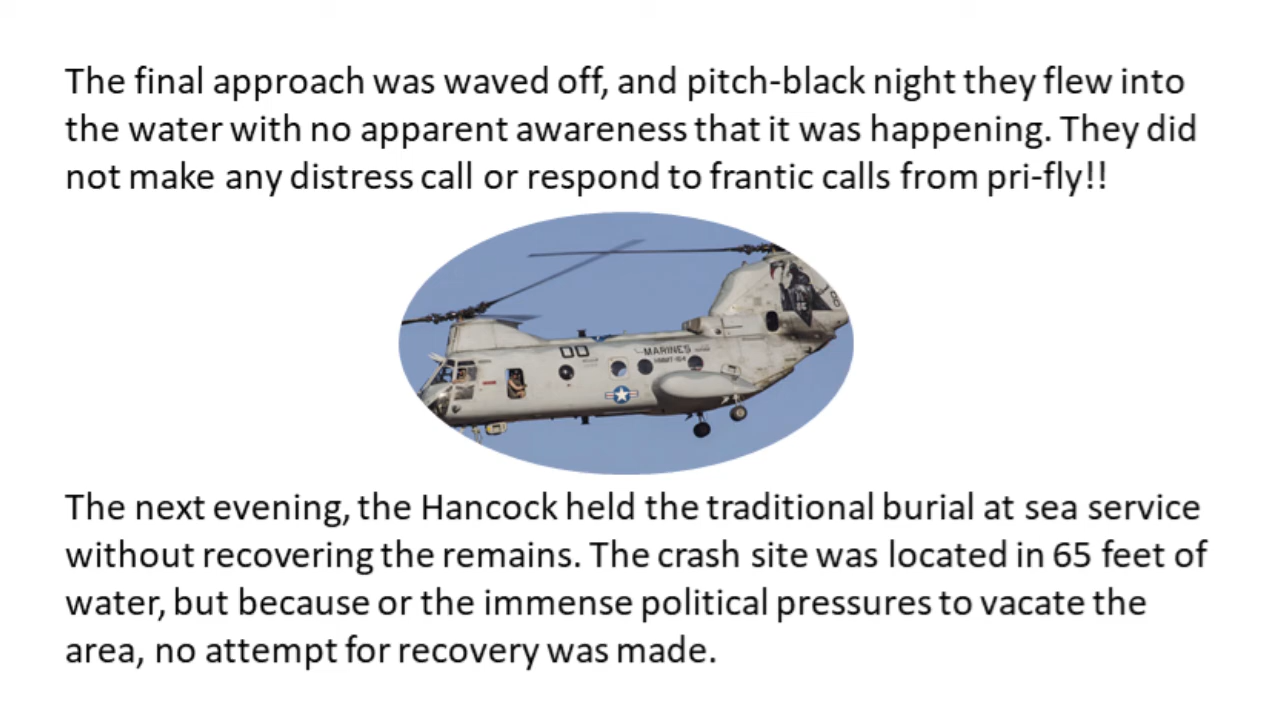 The final approach was waved off, and pitch-black night they flew into
the water with no apparent awareness that it was happening. They did
not make any distress call or respond to frantic calls from pri-fly!!
00
MARINES
HMMT-164
The next evening, the Hancock held the traditional burial at sea service
without recovering the remains. The crash site was located in 65 feet of
water, but because or the immense political pressures to vacate the
area, no attempt for recovery was made.